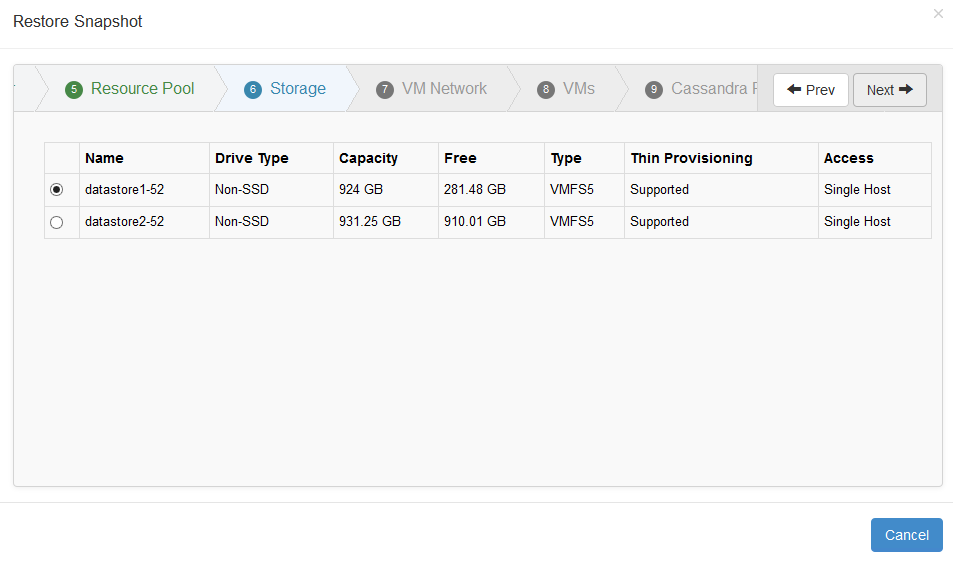 Restore Snapshot
×
5 Resource Pool 6 Storage 7 VM Network 8 VMs 9 Cassandra Prev Next
Name Drive Type Capacity Free Type Thin Provisioning Access
datastore1-52 Non-SSD 924 GB 281.48 GB VMFS5 Supported Single Host
datastore2-52 Non-SSD 931.25 GB 910.01 GB VMFS5 Supported Single Host
Cancel